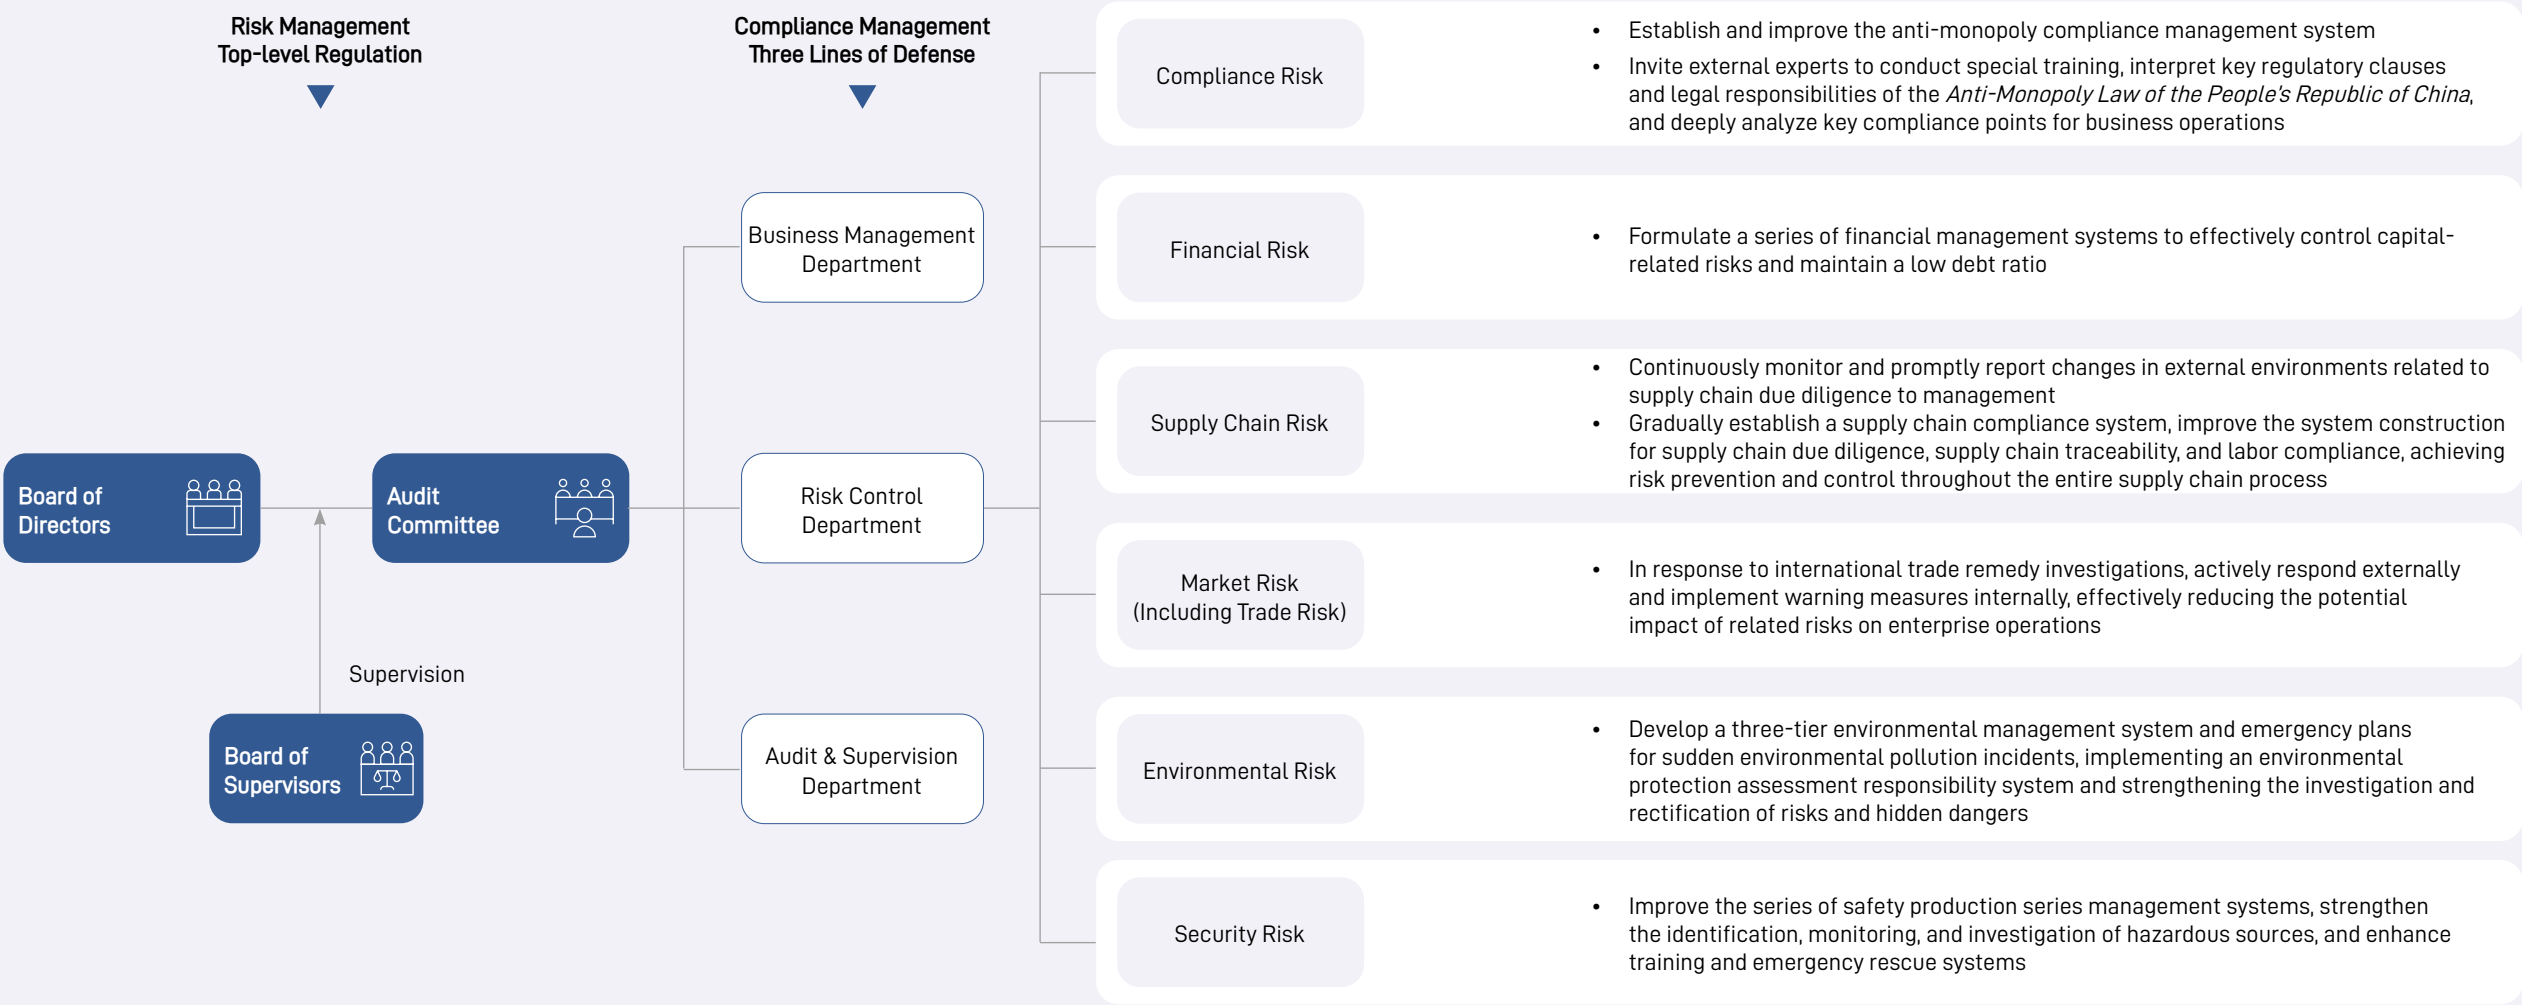 Risk Management
Top-level Regulation
Compliance Management
Three Lines of Defense
Board of
Directors
Audit
Committee
Supervision
Board of
Supervisors
Business Management
Department
Risk Control
Department
Audit & Supervision
Department
Compliance Risk
• Establish and improve the anti-monopoly compliance management system
• Invite external experts to conduct special training, interpret key regulatory clauses
and legal responsibilities of the Anti-Monopoly Law of the People's Republic of China,
and deeply analyze key compliance points for business operations
Financial Risk
• Formulate a series of financial management systems to effectively control capital-
related risks and maintain a low debt ratio
Supply Chain Risk
• Continuously monitor and promptly report changes in external environments related to
supply chain due diligence to management
• Gradually establish a supply chain compliance system, improve the system construction
for supply chain due diligence, supply chain traceability, and labor compliance, achieving
risk prevention and control throughout the entire supply chain process
Market Risk
(Including Trade Risk)
• In response to international trade remedy investigations, actively respond externally
and implement warning measures internally, effectively reducing the potential
impact of related risks on enterprise operations
Environmental Risk
• Develop a three-tier environmental management system and emergency plans
for sudden environmental pollution incidents, implementing an environmental
protection assessment responsibility system and strengthening the investigation and
rectification of risks and hidden dangers
Security Risk
• Improve the series of safety production series management systems, strengthen
the identification, monitoring, and investigation of hazardous sources, and enhance
training and emergency rescue systems